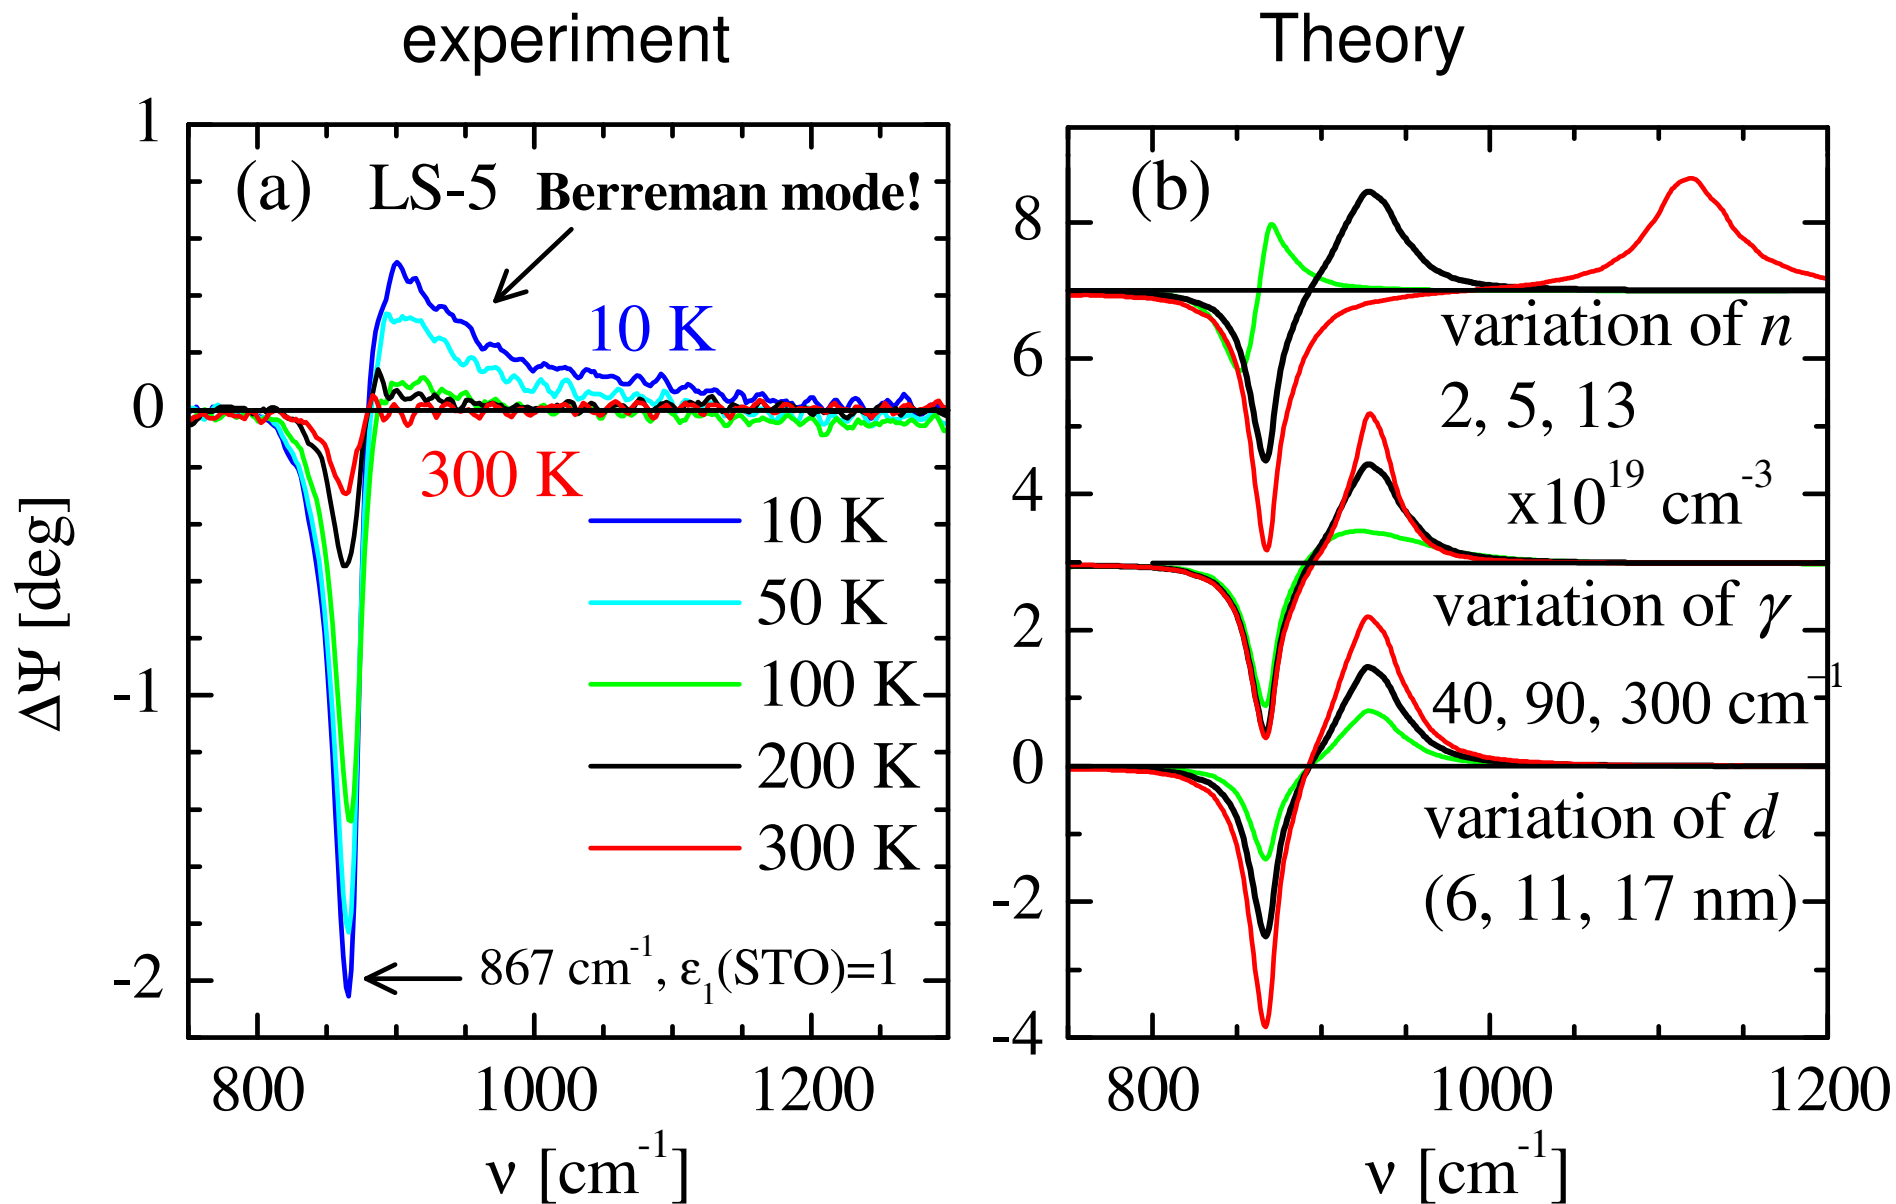 experiment
Theory
(a) LS-5 Berreman mode!
10 K
300 K
10 K
50 K
100 K
200 K
300 K
867 cm⁻¹, ε₁(STO)=1
1
0
-1
-2
ΔΨ [deg]
800 1000 1200
ν [cm⁻¹]
(b)
variation of n
2, 5, 13
x10¹⁹ cm⁻³
variation of γ
40, 90, 300 cm⁻¹
variation of d
(6, 11, 17 nm)
8
6
4
2
0
-2
-4
800 1000 1200
ν [cm⁻¹]